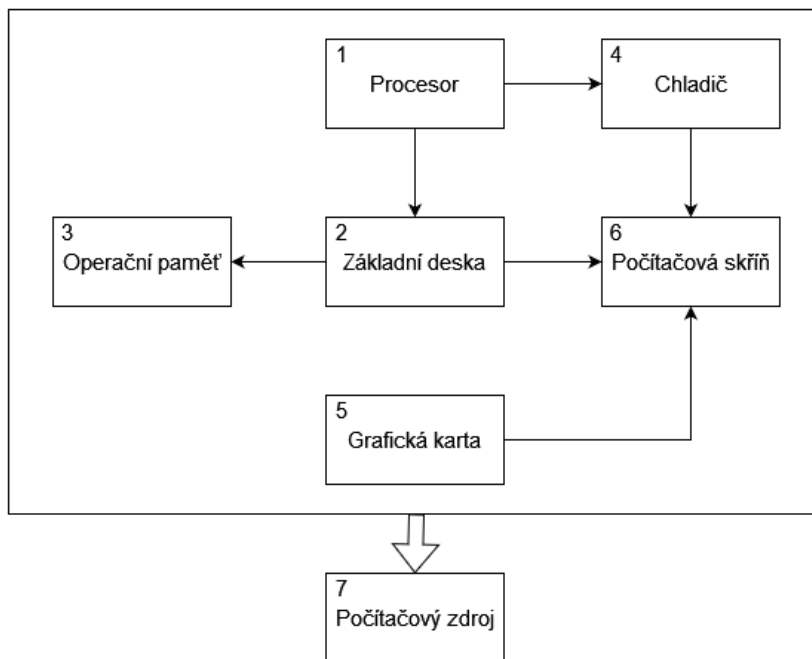 1
Procesor
4
Chladič
3
Operační paměť
2
Základní deska
6
Počítačová skříň
5
Grafická karta
7
Počítačový zdroj